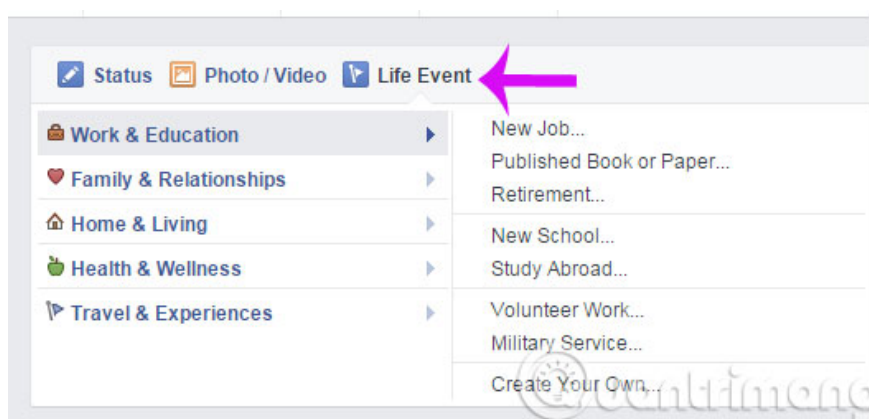 Status Photo / Video Life Event
Work & Education
Family & Relationships
Home & Living
Health & Wellness
Travel & Experiences
New Job...
Published Book or Paper...
Retirement...
New School...
Study Abroad...
Volunteer Work...
Military Service...
Create Your Own...
uantrimang